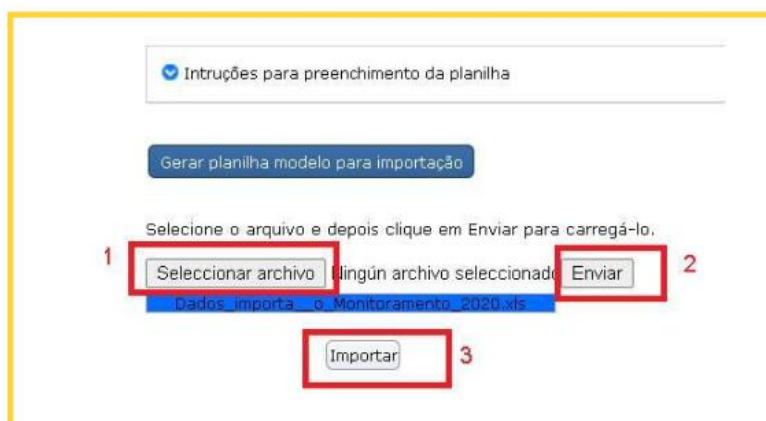 Intruções para preenchimento da planilha
Gerar planilha modelo para importação
Selecione o arquivo e depois clique em Enviar para carregá-lo.
1 Seleccionar archivo Ningún archivo seleccionado Enviar 2
Dados_importa__o_Monitoramento_2020.xls
Importar 3